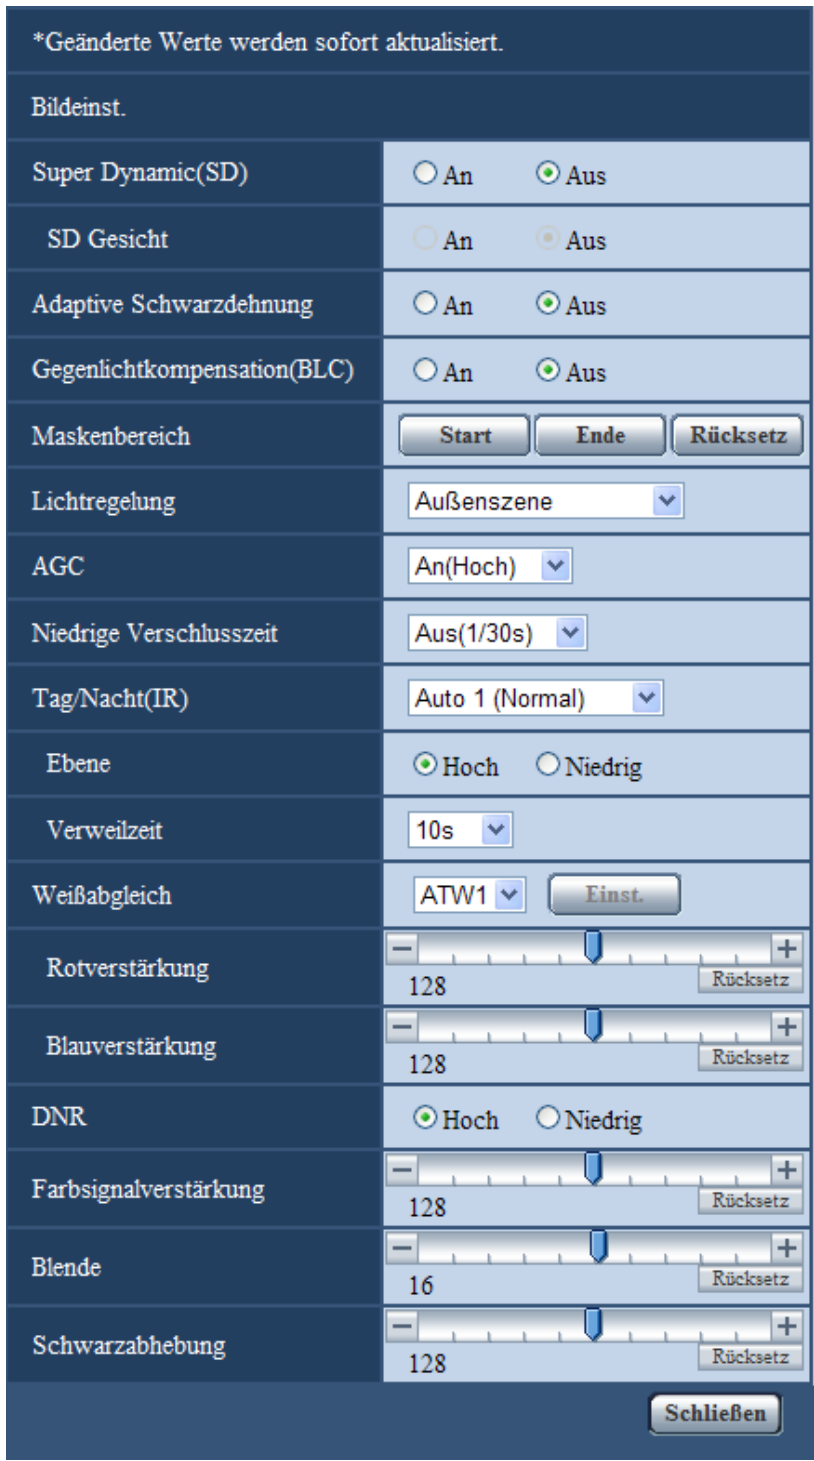 *Geänderte Werte werden sofort aktualisiert.
Bildeinst.
Super Dynamic(SD) An Aus
SD Gesicht An Aus
Adaptive Schwarzdehnung An Aus
Gegenlichtkompensation(BLC) An Aus
Maskenbereich Start Ende Rücksetz
Lichtregelung Außenszene
AGC An(Hoch)
Niedrige Verschlusszeit Aus(1/30s)
Tag/Nacht(IR) Auto 1 (Normal)
Ebene Hoch Niedrig
Verweilzeit 10s
Weißabgleich ATW1 Einst.
Rotverstärkung 128 Rücksetz
Blauverstärkung 128 Rücksetz
DNR Hoch Niedrig
Farbsignalverstärkung 128 Rücksetz
Blende 16 Rücksetz
Schwarzabhebung 128 Rücksetz
Schließen